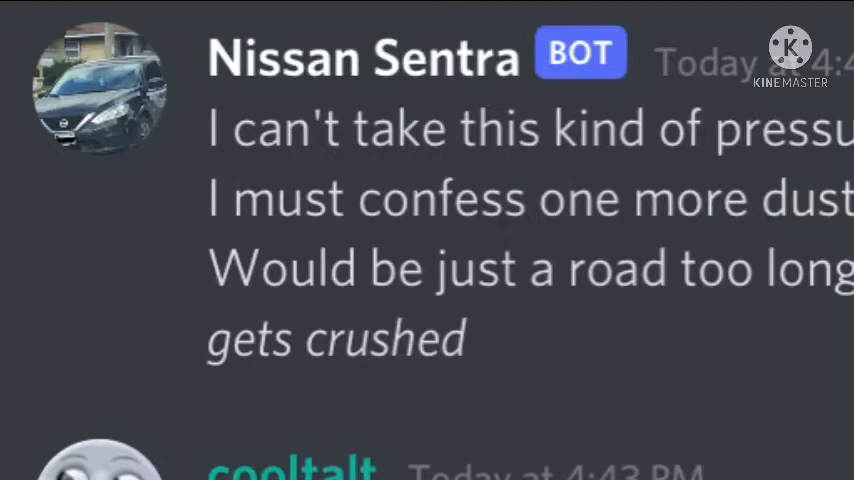 Nissan Sentra BOT Today at 4:4
KINEMASTER
I can't take this kind of pressu
I must confess one more dust
Would be just a road too long
gets crushed
cooltalt Today at 4:43 PM